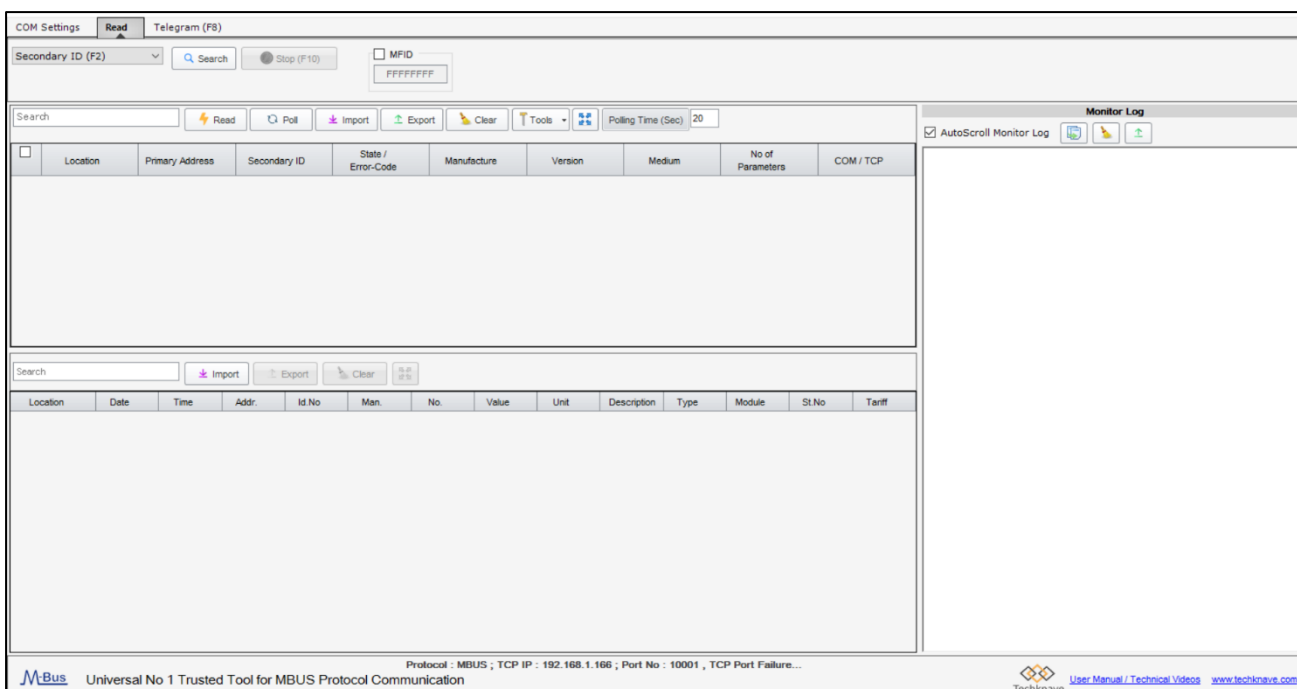 COM Settings Read Telegram (F8)
Secondary ID (F2) Search Stop (F10) MFID
FFFFFFFF
Search Read Poll Import Export Clear Tools Polling Time (Sec) 20
Location Primary Address Secondary ID State / Error-Code Manufacture Version Medium No of Parameters COM / TCP
Monitor Log
AutoScroll Monitor Log
Search Import Export Clear
Location Date Time Addr. Id.No Man. No. Value Unit Description Type Module St.No Tariff
Protocol : MBUS ; TCP IP : 192.168.1.166 ; Port No : 10001 , TCP Port Failure...
M-Bus Universal No 1 Trusted Tool for MBUS Protocol Communication
Techknave User Manual / Technical Videos www.techknave.com